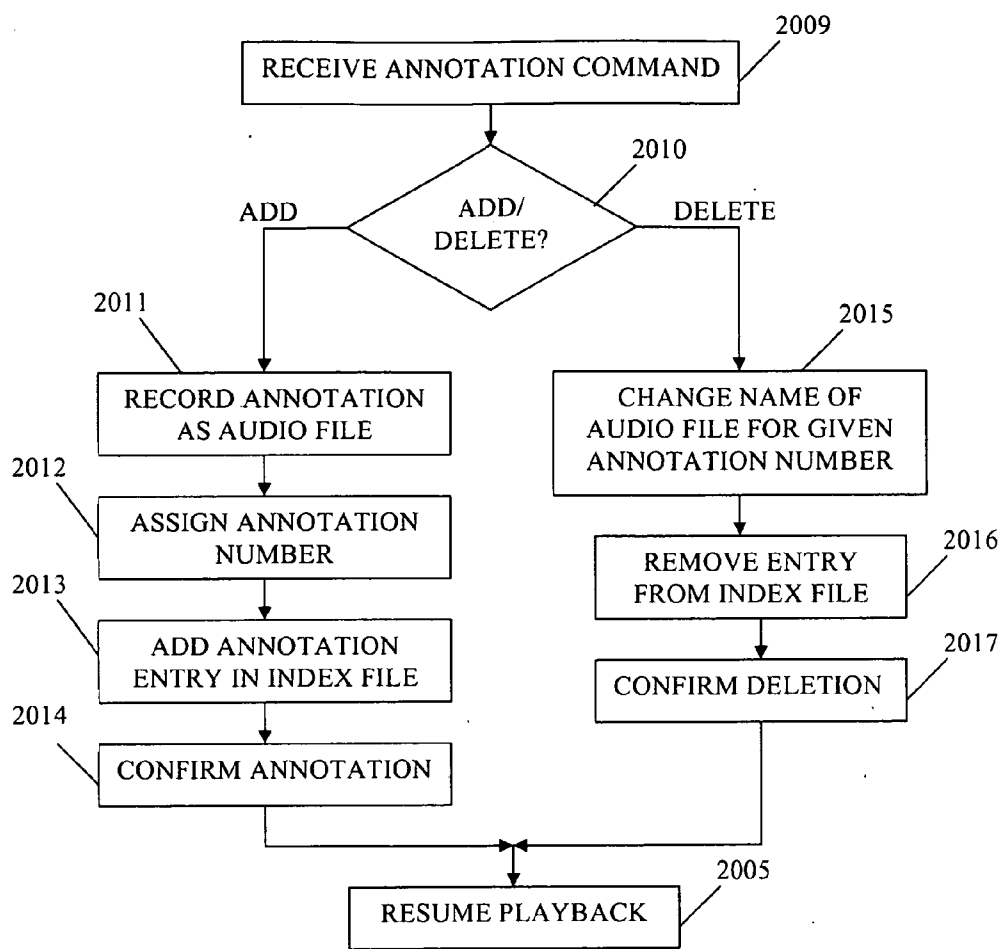 2009
RECEIVE ANNOTATION COMMAND
2010
ADD
ADD/
DELETE?
DELETE
2011
RECORD ANNOTATION
AS AUDIO FILE
2012
ASSIGN ANNOTATION
NUMBER
2013
ADD ANNOTATION
ENTRY IN INDEX FILE
2014
CONFIRM ANNOTATION
2015
CHANGE NAME OF
AUDIO FILE FOR GIVEN
ANNOTATION NUMBER
2016
REMOVE ENTRY
FROM INDEX FILE
2017
CONFIRM DELETION
2005
RESUME PLAYBACK